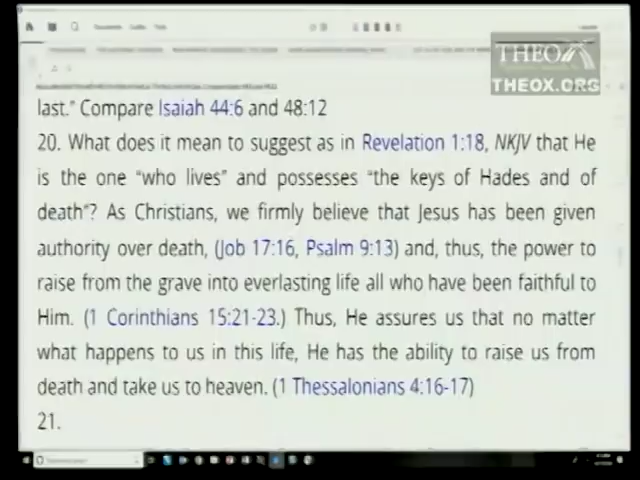 THEOX
THEOX.ORG
last." Compare Isaiah 44:6 and 48:12
20. What does it mean to suggest as in Revelation 1:18, NKJV that He
is the one "who lives" and possesses "the keys of Hades and of
death"? As Christians, we firmly believe that Jesus has been given
authority over death, (Job 17:16, Psalm 9:13) and, thus, the power to
raise from the grave into everlasting life all who have been faithful to
Him. (1 Corinthians 15:21-23.) Thus, He assures us that no matter
what happens to us in this life, He has the ability to raise us from
death and take us to heaven. (1 Thessalonians 4:16-17)
21.